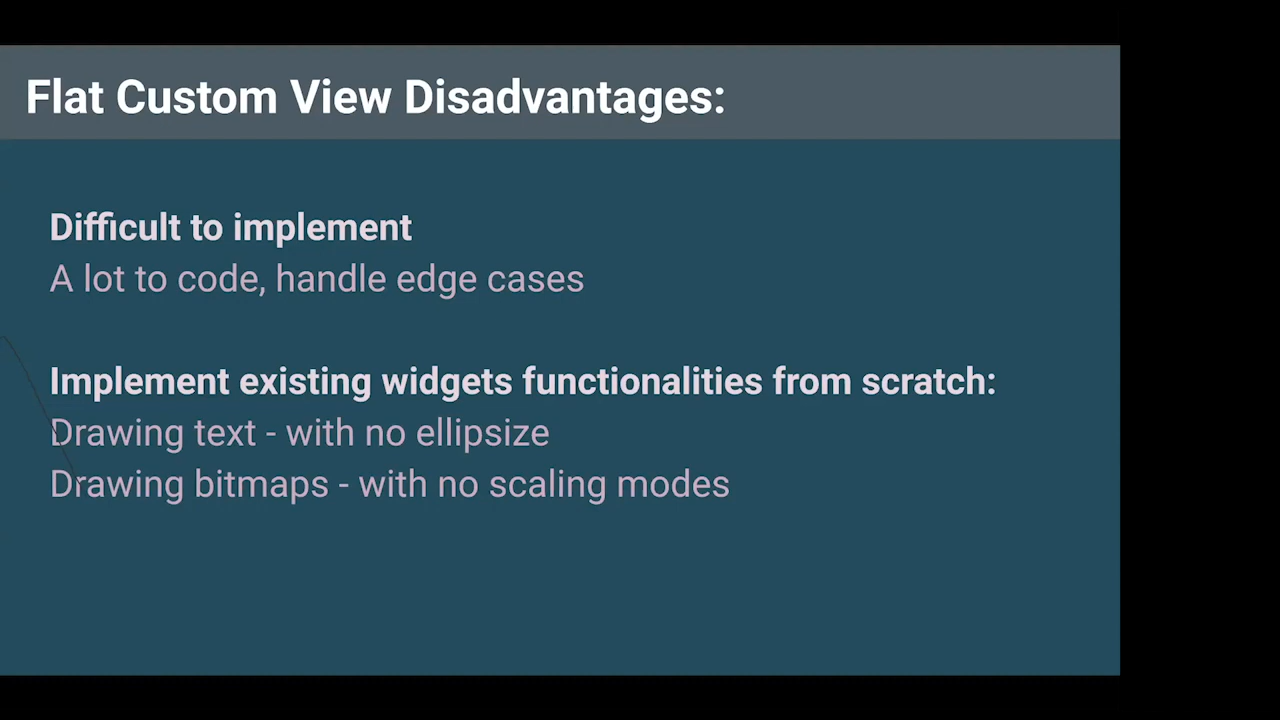 Flat Custom View Disadvantages:
Difficult to implement
A lot to code, handle edge cases
Implement existing widgets functionalities from scratch:
Drawing text - with no ellipsize
Drawing bitmaps - with no scaling modes